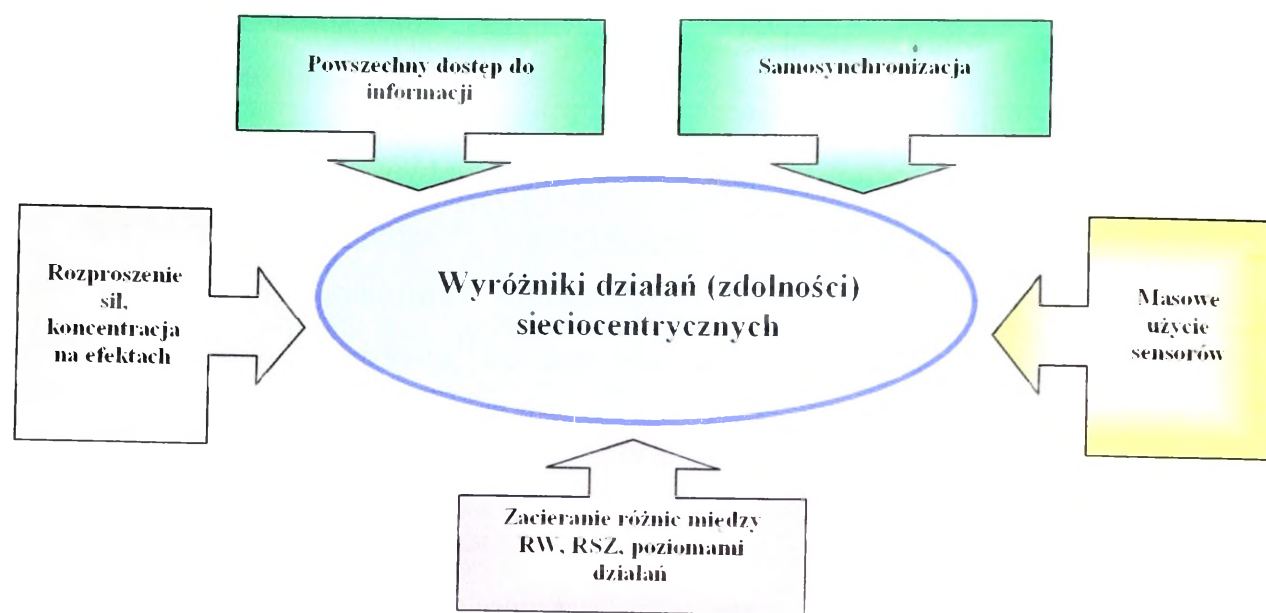 Powszechny dostęp do
informacji
Samosynchronizacja
Rozproszenie
sił,
koncentracja
na efektach
Wyróżniki działań (zdolności)
sieciocentrycznych
Masowe
użycie
sensorów
Zacieranie różnic między
RW, RSZ, poziomami
działań